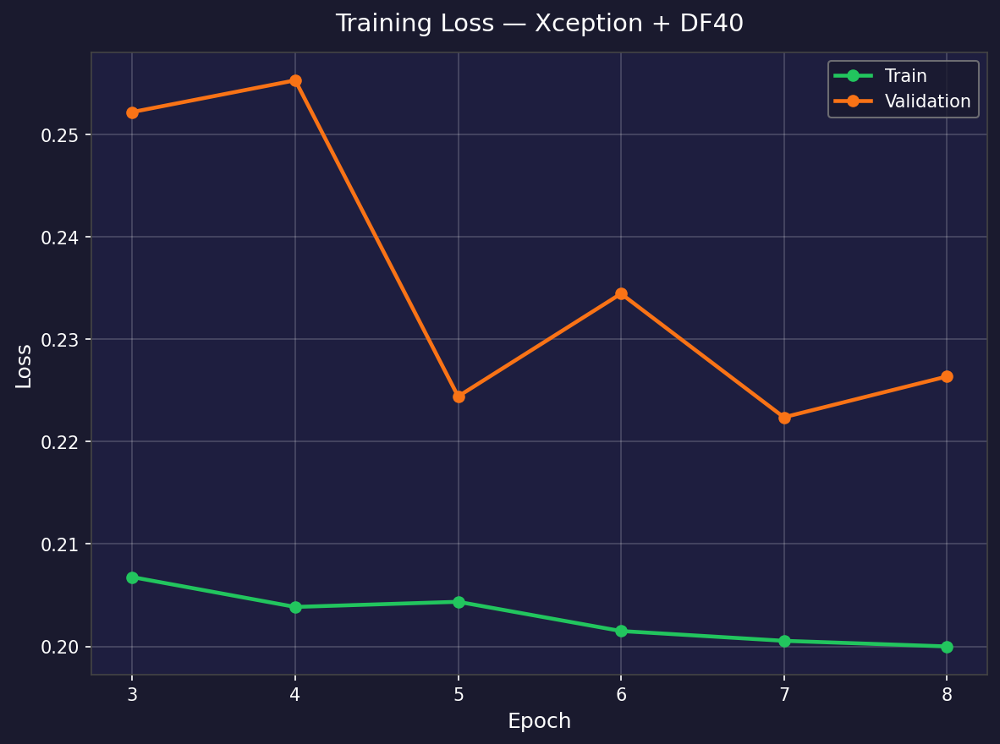 Training Loss — Xception + DF40
Train
Validation
Loss
0.25
0.24
0.23
0.22
0.21
0.20
3 4 5 6 7 8
Epoch